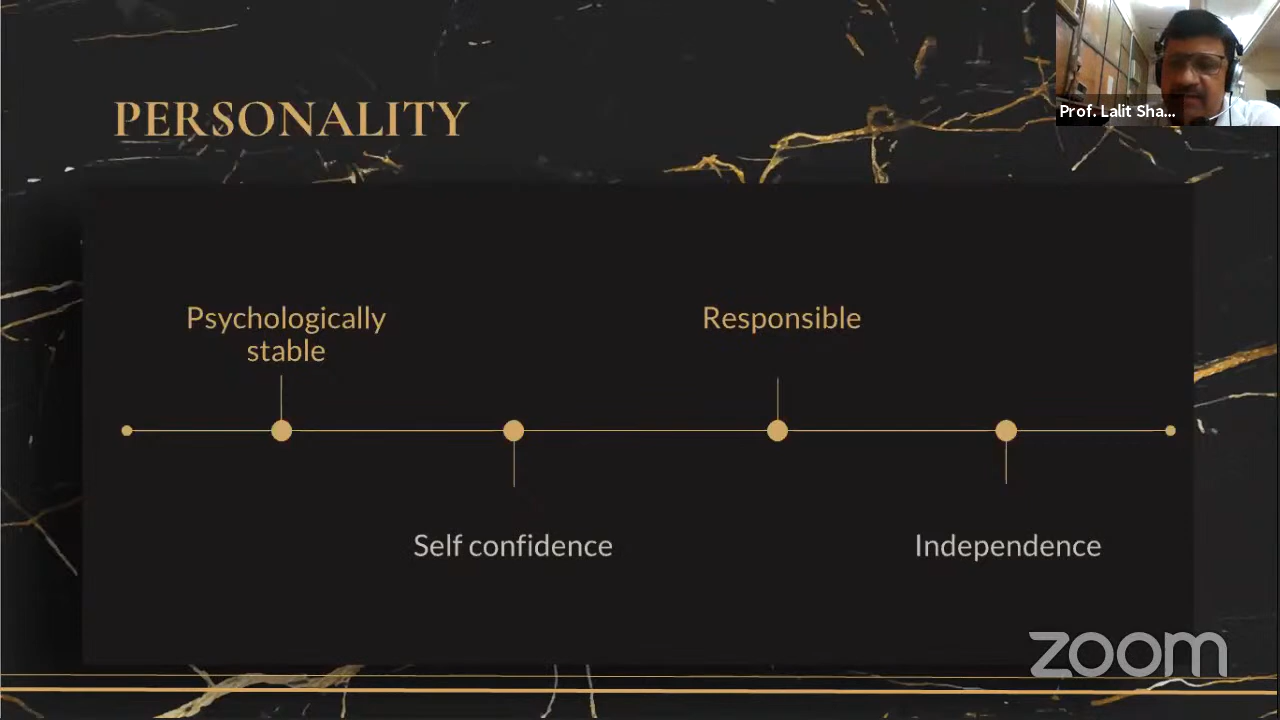 PERSONALITY
Prof. Lalit Sha...
Psychologically
stable
Responsible
Self confidence
Independence
zoom